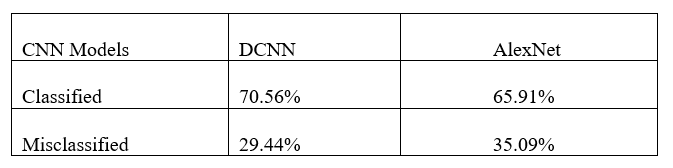 CNN Models DCNN AlexNet
Classified 70.56% 65.91%
Misclassified 29.44% 35.09%